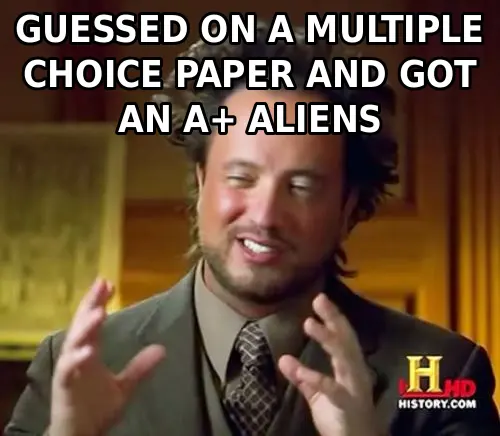 GUESSED ON A MULTIPLE
CHOICE PAPER AND GOT
AN A+ ALIENS
H HD
HISTORY.COM